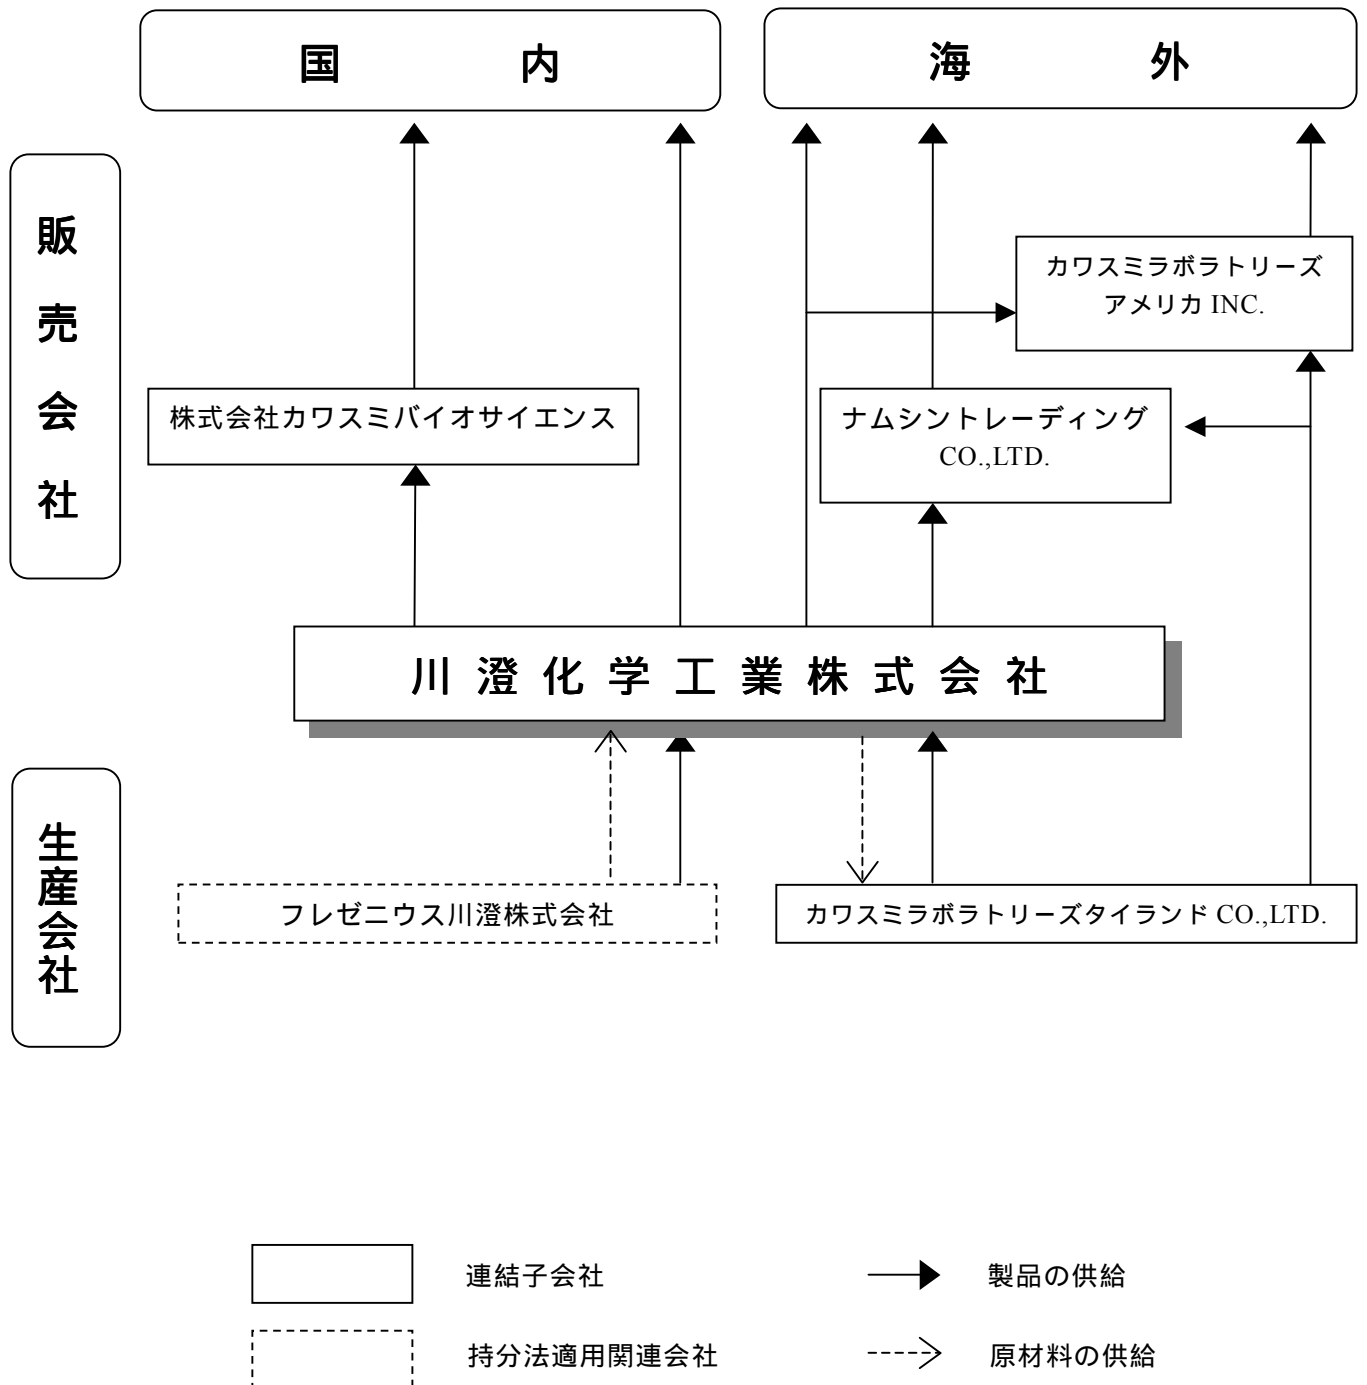 国内
海外
販売会社
カワスミラボラトリーズ
アメリカ INC.
株式会社カワスミバイオサイエンス
ナムシントレーディング
CO.,LTD.
川澄化学工業株式会社
生産会社
フレゼニウス川澄株式会社
カワスミラボラトリーズタイランド CO.,LTD.
連結子会社
製品の供給
持分法適用関連会社
原材料の供給